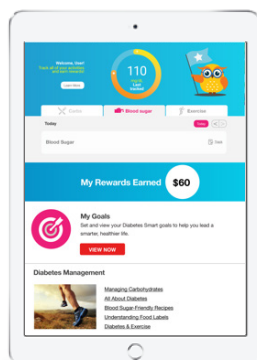 Welcome, User!
Track all of your activities
and earn rewards!
Learn More
110
Last
tracked
Blood sugar
Exercise
Today
Today
Blood Sugar
My Rewards Earned
$60
My Goals
Set and view your Diabetes Smart goals to help you lead a
smarter, healthier life.
VIEW NOW
Diabetes Management
Managing Carbohydrates
All About Diabetes
Blood Sugar-Friendly Recipes
Understanding Food Labels
Diabetes & Exercise